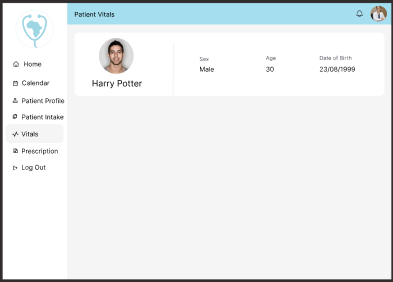 Patient Vitals
Home
Calendar
Patient Profile
Patient Intake
Vitals
Prescription
Log Out
Harry Potter
Sex
Male
Age
30
Date of Birth
23/08/1999